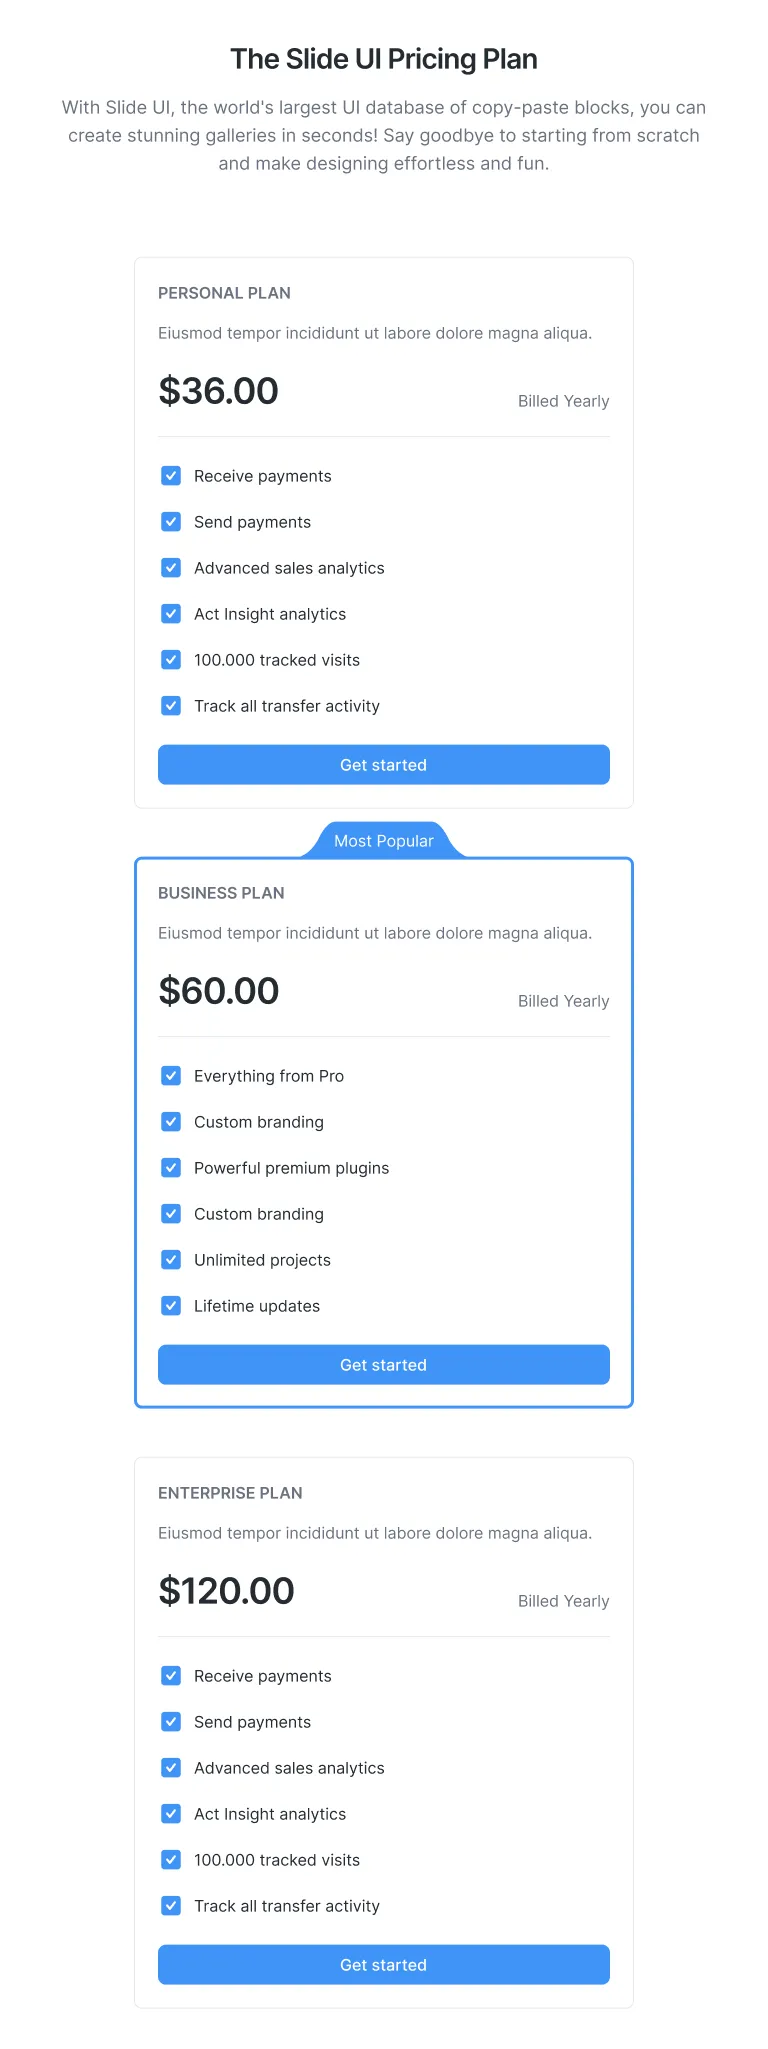 The Slide UI Pricing Plan
With Slide UI, the world's largest UI database of copy-paste blocks, you can
create stunning galleries in seconds! Say goodbye to starting from scratch
and make designing effortless and fun.
PERSONAL PLAN
Eiusmod tempor incididunt ut labore dolore magna aliqua.
$36.00
Billed Yearly
Receive payments
Send payments
Advanced sales analytics
Act Insight analytics
100.000 tracked visits
Track all transfer activity
Get started
Most Popular
BUSINESS PLAN
Eiusmod tempor incididunt ut labore dolore magna aliqua.
$60.00
Billed Yearly
Everything from Pro
Custom branding
Powerful premium plugins
Custom branding
Unlimited projects
Lifetime updates
Get started
ENTERPRISE PLAN
Eiusmod tempor incididunt ut labore dolore magna aliqua.
$120.00
Billed Yearly
Receive payments
Send payments
Advanced sales analytics
Act Insight analytics
100.000 tracked visits
Track all transfer activity
Get started